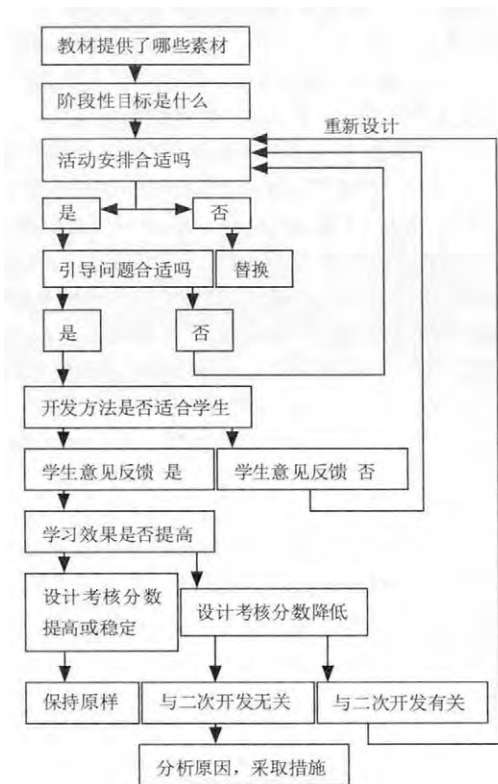 教材提供了哪些素材
阶段性目标是什么
重新设计
活动安排合适吗
是
否
引导问题合适吗
替换
是
否
开发方法是否适合学生
学生意见反馈 是
学生意见反馈 否
学习效果是否提高
设计考核分数
提高或稳定
设计考核分数降低
保持原样
与二次开发无关
与二次开发有关
分析原因，采取措施